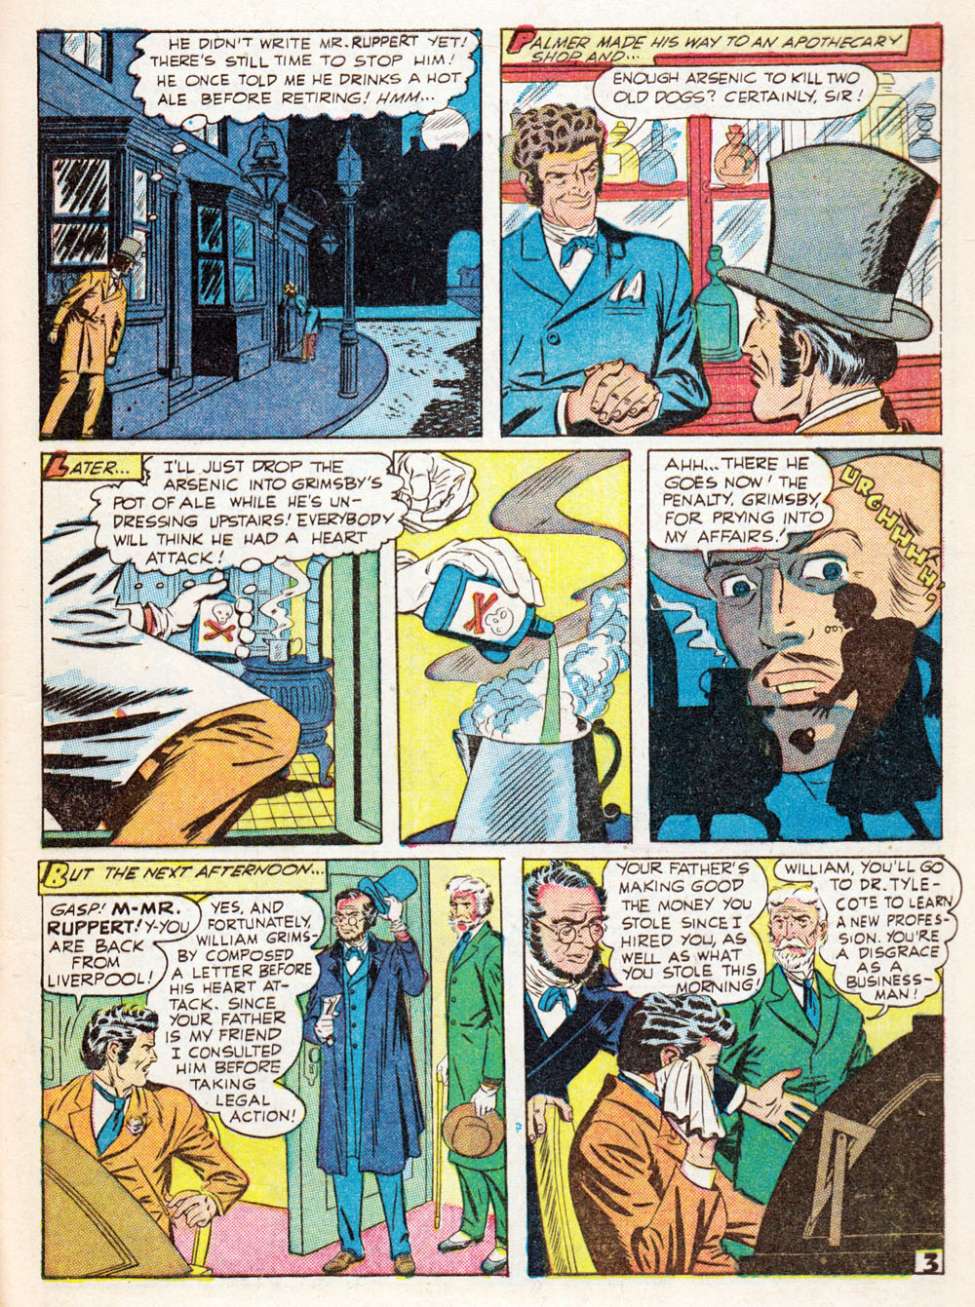 HE DIDN'T WRITE MR. RUPPERT YET!
THERE'S STILL TIME TO STOP HIM!
HE ONCE TOLD ME HE DRINKS A HOT
ALE BEFORE RETIRING! HMM...
PALMER MADE HIS WAY TO AN APOTHECARY
SHOP AND...
ENOUGH ARSENIC TO KILL TWO
OLD DOGS? CERTAINLY, SIR!
LATER...
I'LL JUST DROP THE
ARSENIC INTO GRIMSBY'S
POT OF ALE WHILE HE'S UN-
DRESSING UPSTAIRS! EVERYBODY
WILL THINK HE HAD A HEART
ATTACK!
AHH... THERE HE
GOES NOW! THE
PENALTY, GRIMSBY,
FOR PRYING INTO
MY AFFAIRS!
URGHHHH!
BUT THE NEXT AFTERNOON...
GASP! M-MR.
RUPPERT! Y-YOU
ARE BACK
FROM
LIVERPOOL!
YES, AND
FORTUNATELY,
WILLIAM GRIMS-
BY COMPOSED
A LETTER BEFORE
HIS HEART AT-
TACK. SINCE
YOUR FATHER
IS MY FRIEND
I CONSULTED
HIM BEFORE
TAKING
LEGAL
ACTION!
YOUR FATHER'S
MAKING GOOD
THE MONEY YOU
STOLE SINCE I
HIRED YOU, AS
WELL AS WHAT
YOU STOLE THIS
MORNING!
WILLIAM, YOU'LL GO
TO DR. TYLE-
COTE TO LEARN
A NEW PROFES-
SION. YOU'RE
A DISGRACE
AS A
BUSINESS-
MAN!
3